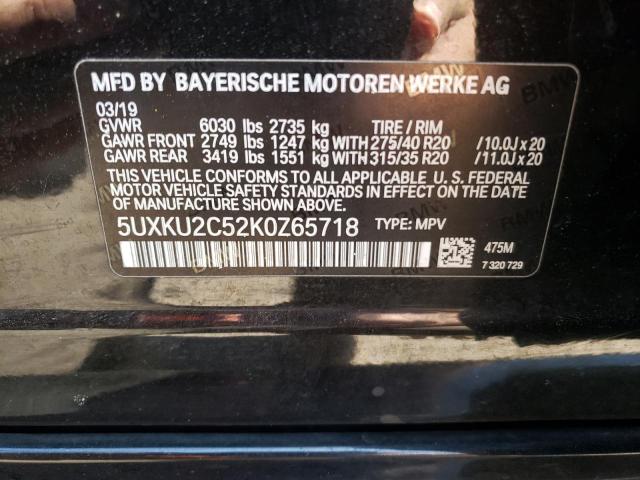 MFD BY BAYERISCHE MOTOREN WERKE AG
03/19
GVWR 6030 lbs 2735 kg TIRE / RIM
GAWR FRONT 2749 lbs 1247 kg WITH 275/40 R20 /10.0J x 20
GAWR REAR 3419 lbs 1551 kg WITH 315/35 R20 /11.0J x 20
THIS VEHICLE CONFORMS TO ALL APPLICABLE U. S. FEDERAL
MOTOR VEHICLE SAFETY STANDARDS IN EFFECT ON THE DATE OF
MANUFACTURE SHOWN ABOVE.
5UXKU2C52K0Z65718 TYPE: MPV
475M
7 320 729